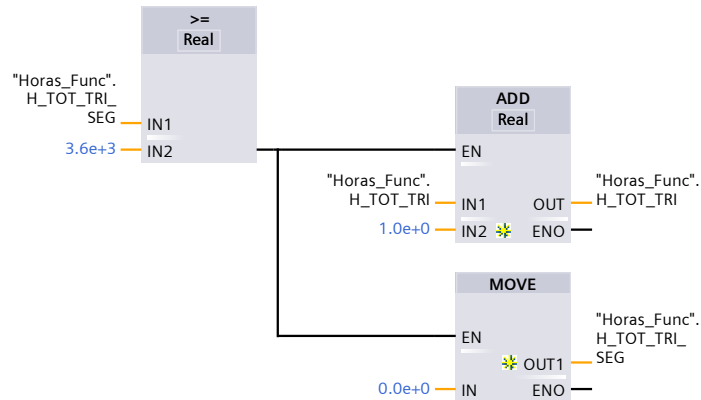 >=
Real
"Horas_Func".
H_TOT_TRI_
SEG
IN1
3.6e+3
IN2
ADD
Real
EN
"Horas_Func".
H_TOT_TRI
IN1
OUT
"Horas_Func".
H_TOT_TRI
1.0e+0
IN2
ENO
MOVE
EN
OUT1
"Horas_Func".
H_TOT_TRI_
SEG
0.0e+0
IN
ENO